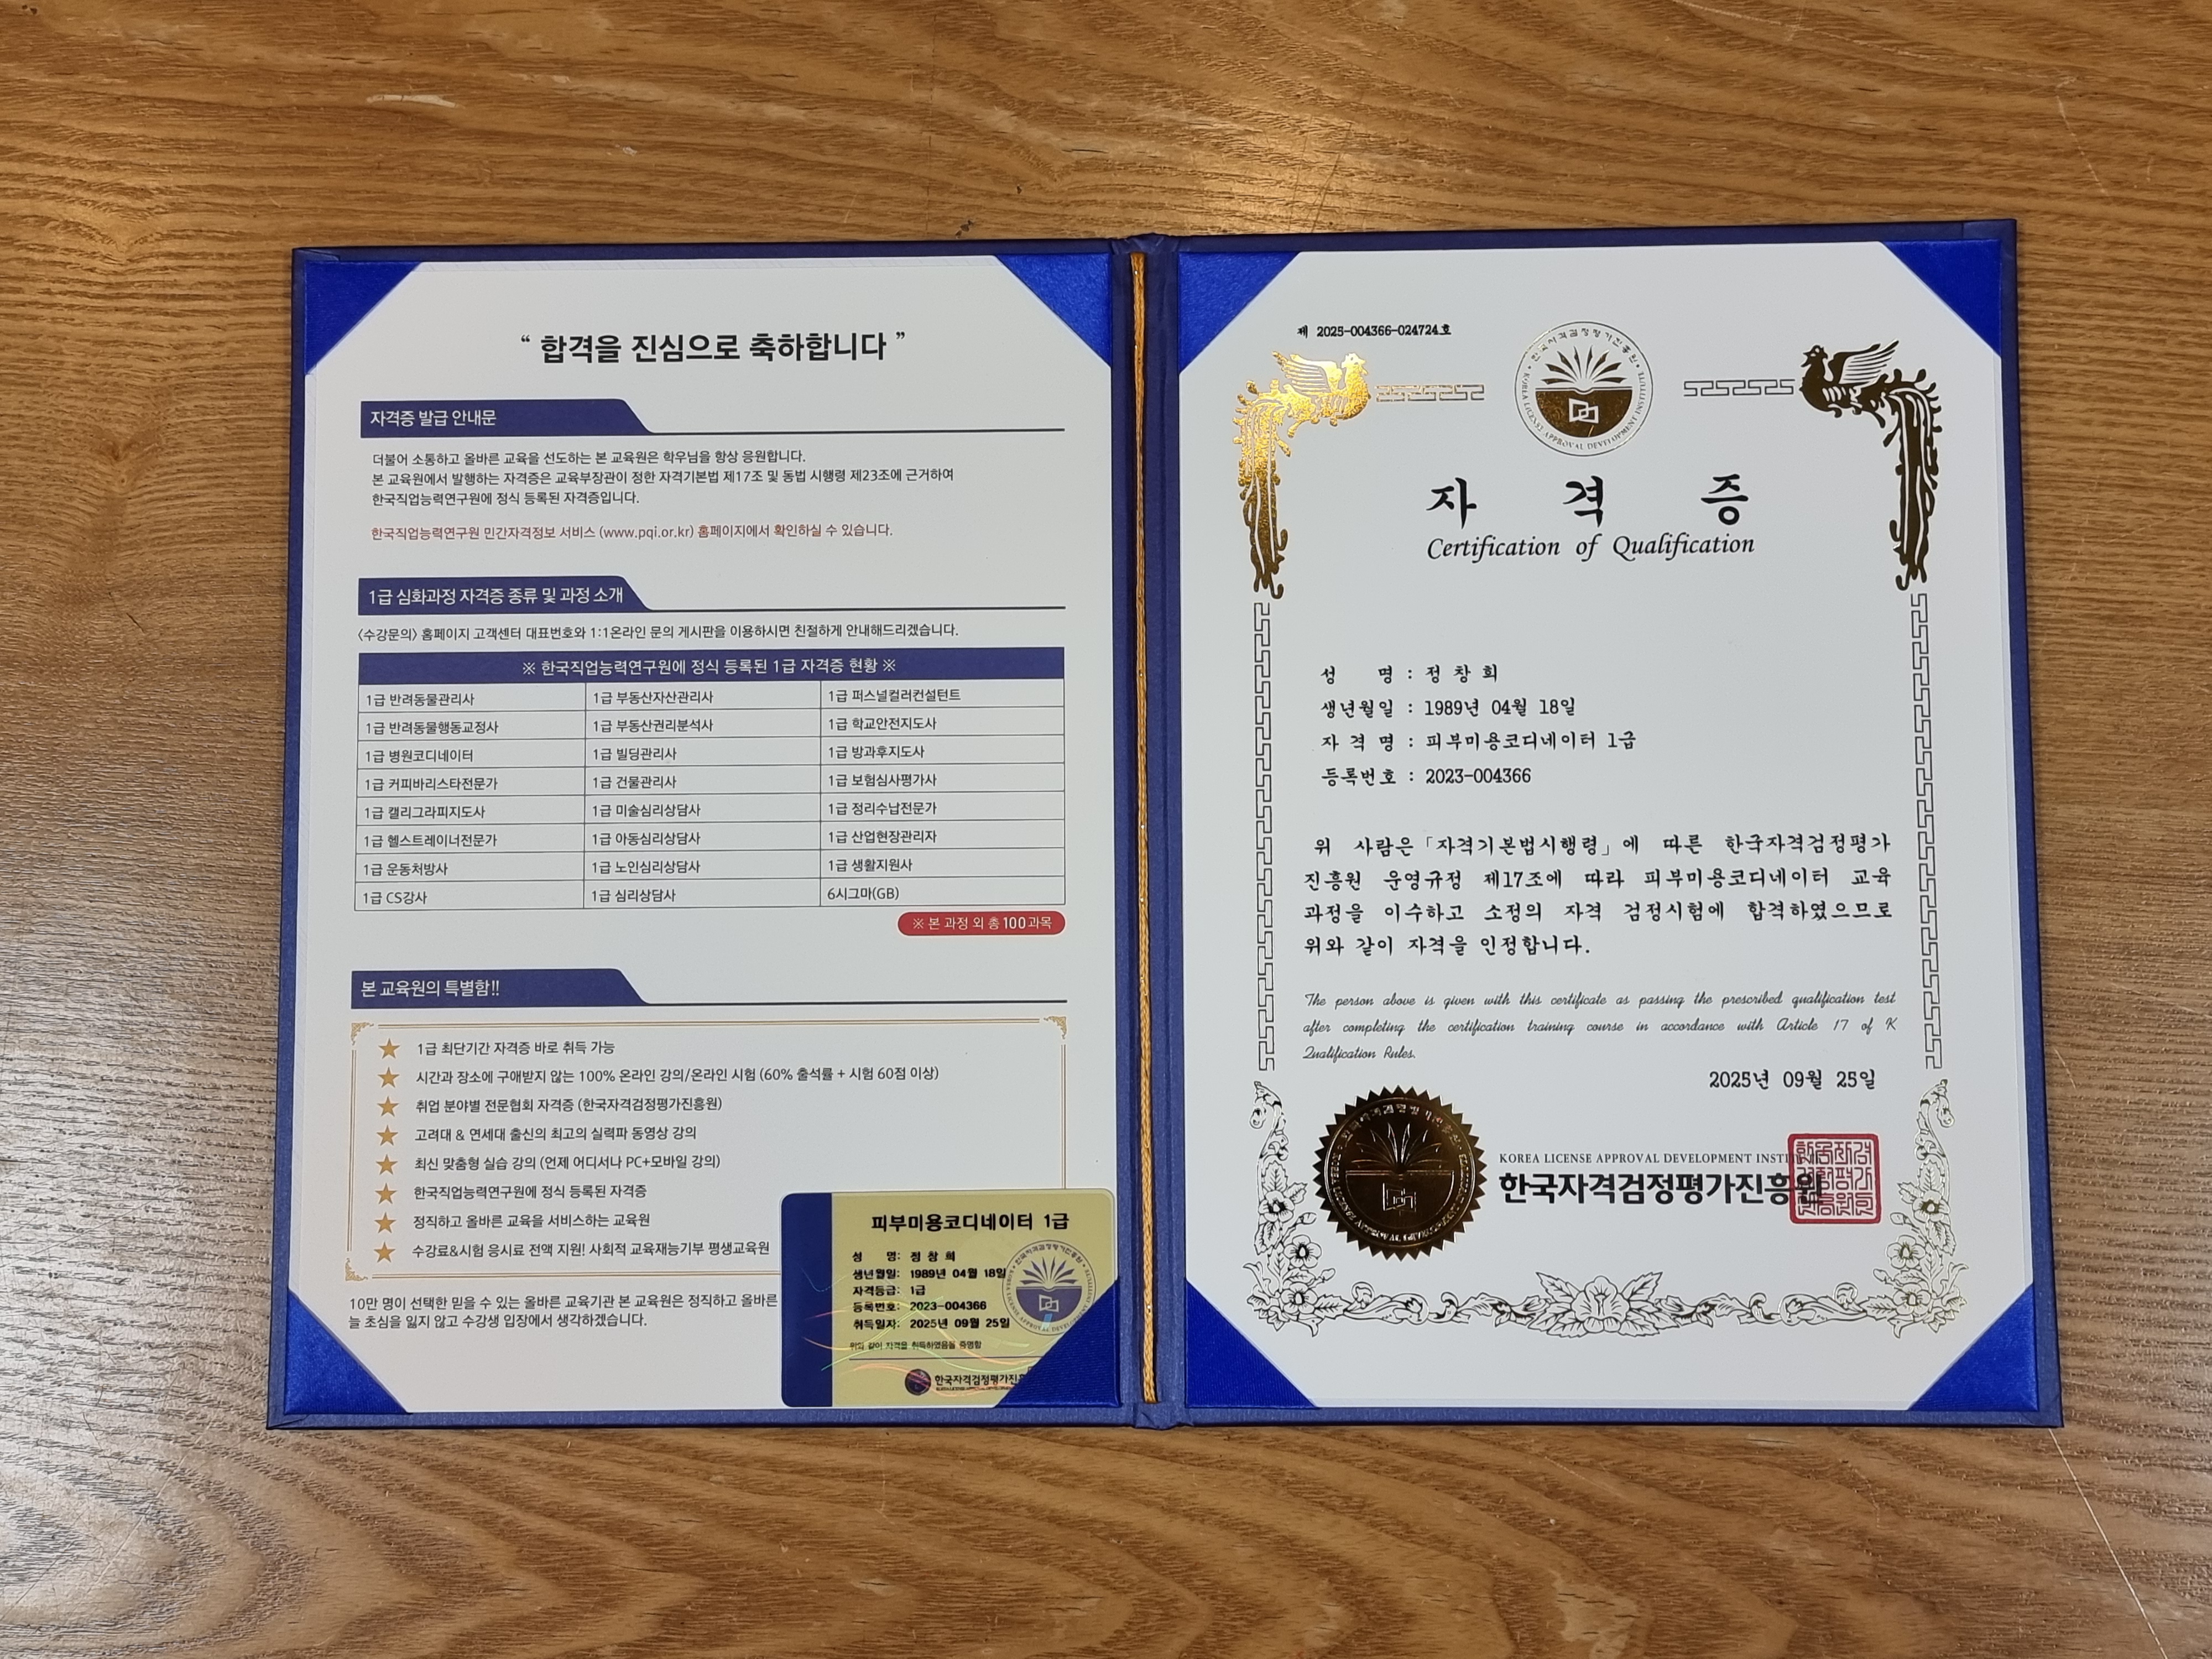 “ 합격을 진심으로 축하합니다 ”
자격증 발급 안내문
더불어 소통하고 올바른 교육을 선도하는 본 교육원은 학우님을 항상 응원합니다.
본 교육원에서 발행하는 자격증은 교육부장관이 정한 자격기본법 제17조 및 동법 시행령 제23조에 근거하여
한국직업능력연구원에 정식 등록된 자격증입니다.
한국직업능력연구원 민간자격정보 서비스 (www.pqi.or.kr) 홈페이지에서 확인하실 수 있습니다.
1급 심화과정 자격증 종류 및 과정 소개
<수강문의> 홈페이지 고객센터 대표번호와 1:1온라인 문의 게시판을 이용하시면 친절하게 안내해드리겠습니다.
※ 한국직업능력연구원에 정식 등록된 1급 자격증 현황 ※
1급 반려동물관리사 1급 부동산자산관리사 1급 퍼스널컬러컨설턴트
1급 반려동물행동교정사 1급 부동산권리분석사 1급 학교안전지도사
1급 병원코디네이터 1급 빌딩관리사 1급 방과후지도사
1급 커피바리스타전문가 1급 건물관리사 1급 보험심사평가사
1급 캘리그라피지도사 1급 미술심리상담사 1급 정리수납전문가
1급 헬스트레이너전문가 1급 아동심리상담사 1급 산업현장관리자
1급 운동처방사 1급 노인심리상담사 1급 생활지원사
1급 CS강사 1급 심리상담사 6시그마(GB)
※ 본 과정 외 총 100과목
본 교육원의 특별함!!
★ 1급 최단기간 자격증 바로 취득 가능
★ 시간과 장소에 구애받지 않는 100% 온라인 강의/온라인 시험 (60% 출석률 + 시험 60점 이상)
★ 취업 분야별 전문협회 자격증 (한국자격검정평가진흥원)
★ 고려대 & 연세대 출신의 최고의 실력파 동영상 강의
★ 최신 맞춤형 실습 강의 (언제 어디서나 PC+모바일 강의)
★ 한국직업능력연구원에 정식 등록된 자격증
★ 정직하고 올바른 교육을 서비스하는 교육원
★ 수강료&시험 응시료 전액 지원! 사회적 교육재능기부 평생교육원
10만 명이 선택한 믿을 수 있는 올바른 교육기관 본 교육원은 정직하고 올바른
늘 초심을 잃지 않고 수강생 입장에서 생각하겠습니다.
피부미용코디네이터 1급
성 명: 정 창 희
생년월일: 1989년 04월 18일
자격등급: 1급
등록번호: 2023-004366
취득일자: 2025년 09월 25일
위와 같이 자격을 취득하였음을 증명함
한국자격검정평가진흥
제 2025-004366-024724호
한국자격검정평가진흥원
KOREA LICENSE APPROVAL DEVELOPMENT INSTITUTE
자 격 증
Certification of Qualification
성 명 : 정 창 희
생년월일 : 1989년 04월 18일
자 격 명 : 피부미용코디네이터 1급
등록번호 : 2023-004366
위 사람은「자격기본법시행령」에 따른 한국자격검정평가
진흥원 운영규정 제17조에 따라 피부미용코디네이터 교육
과정을 이수하고 소정의 자격 검정시험에 합격하였으므로
위와 같이 자격을 인정합니다.
The person above is given with this certificate as passing the prescribed qualification test
after completing the certification training course in accordance with Article 17 of K
Qualification Rules.
2025년 09월 25일
KOREA LICENSE APPROVAL DEVELOPMENT
한국자격검정평가진흥원